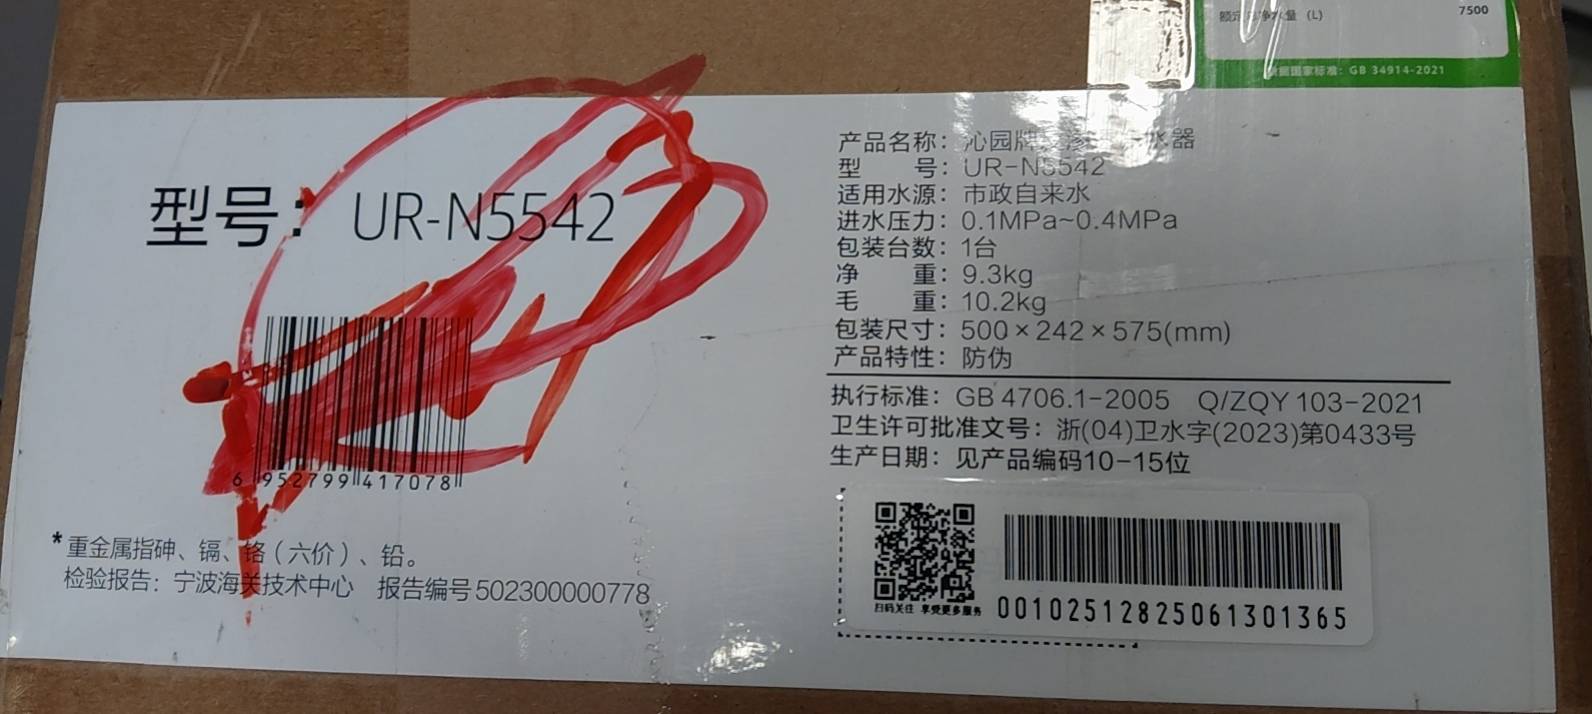 额定 净水量 (L) 7500
国家标准：GB 34914-2021
型号：UR-N5542
6 952799 417078
*重金属指砷、镉、铬（六价）、铅。
检验报告：宁波海关技术中心 报告编号502300000778
产品名称：沁园牌 渗 水器
型 号：UR-N5542
适用水源：市政自来水
进水压力：0.1MPa~0.4MPa
包装台数：1台
净 重：9.3kg
毛 重：10.2kg
包装尺寸：500×242×575(mm)
产品特性：防伪
执行标准：GB 4706.1-2005 Q/ZQY 103-2021
卫生许可批准文号：浙(04)卫水字(2023)第0433号
生产日期：见产品编码10-15位
扫码关注 享受更多服务
00102512825061301365